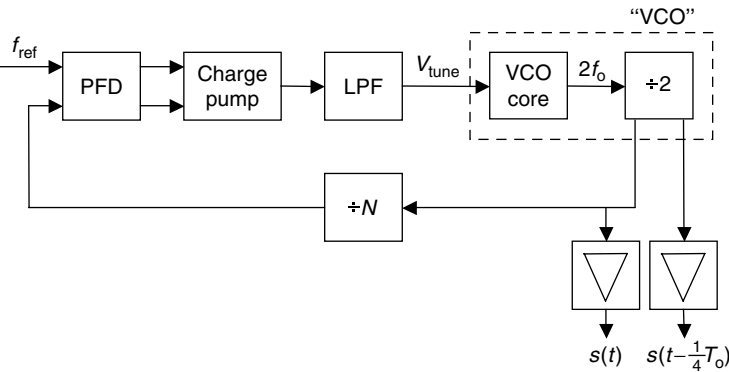 "VCO"
f_ref
PFD
Charge
pump
LPF
V_tune
VCO
core
2f_o
÷2
÷N
s(t)
s(t−¼T_o)